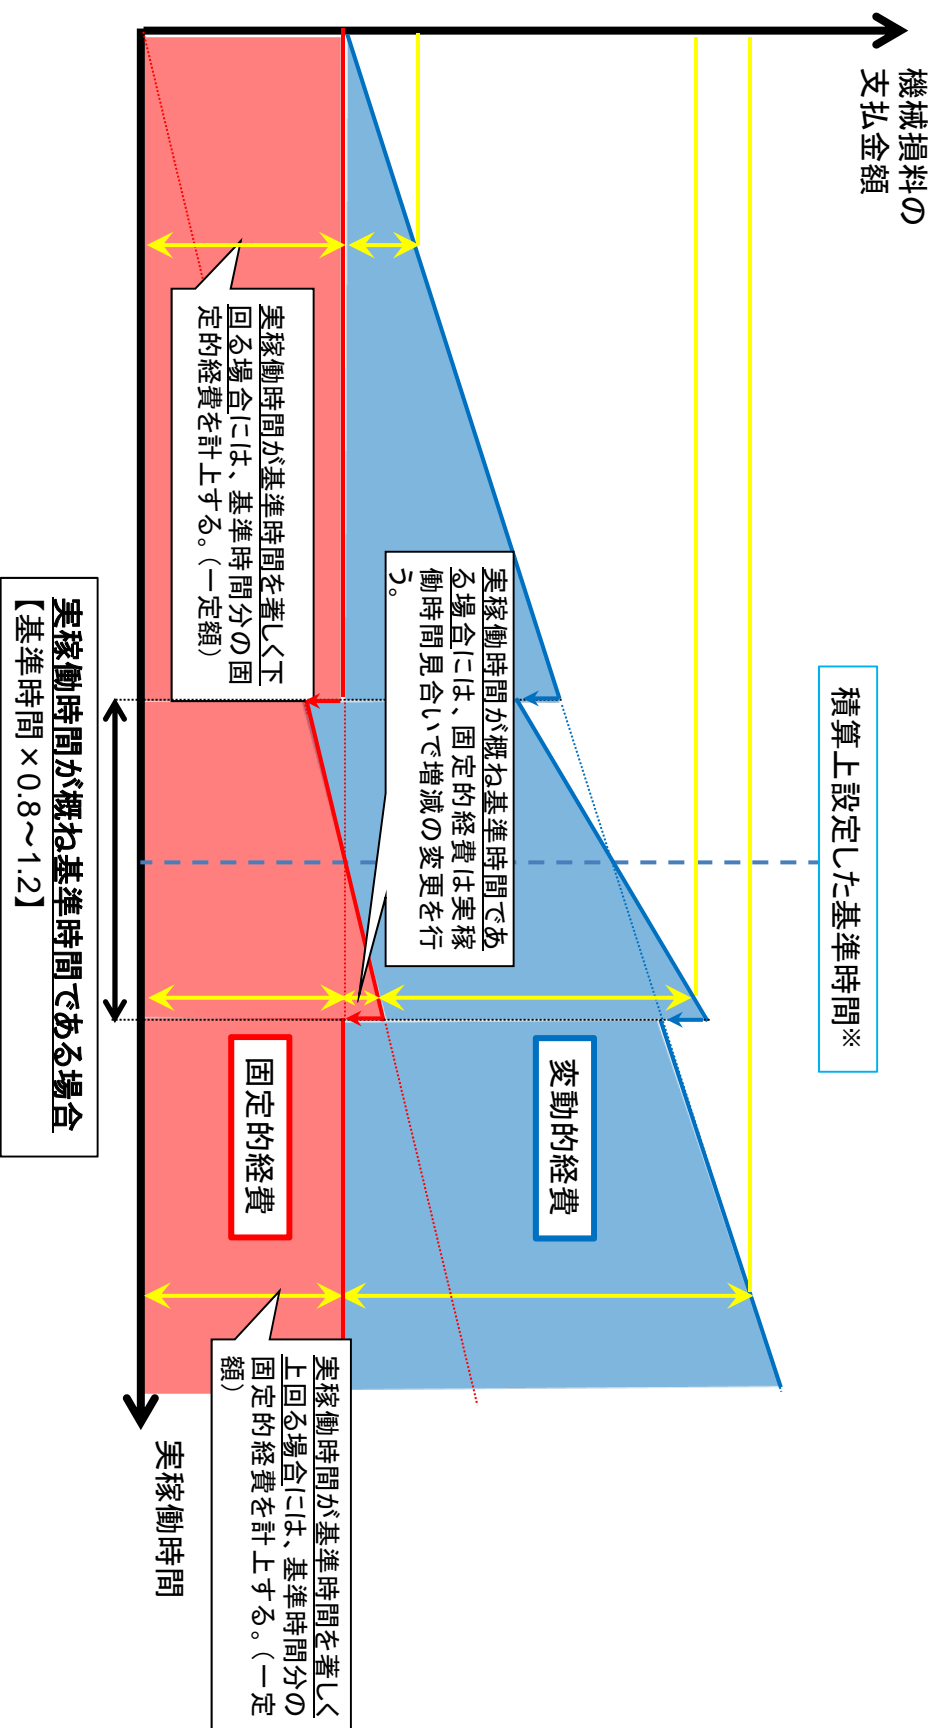 機械損料の
支払金額
積算上設定した基準時間※
実稼働時間が概ね基準時間であ
る場合には、固定的経費は実稼
働時間見合いで増減の変更を行
う。
変動的経費
実稼働時間が基準時間を著しく下
回る場合には、基準時間分の固
定的経費を計上する。（一定額）
固定的経費
実稼働時間が基準時間を著しく
上回る場合には、基準時間分の
固定的経費を計上する。（一定
額）
実稼働時間
実稼働時間が概ね基準時間である場合
【基準時間×0.8～1.2】